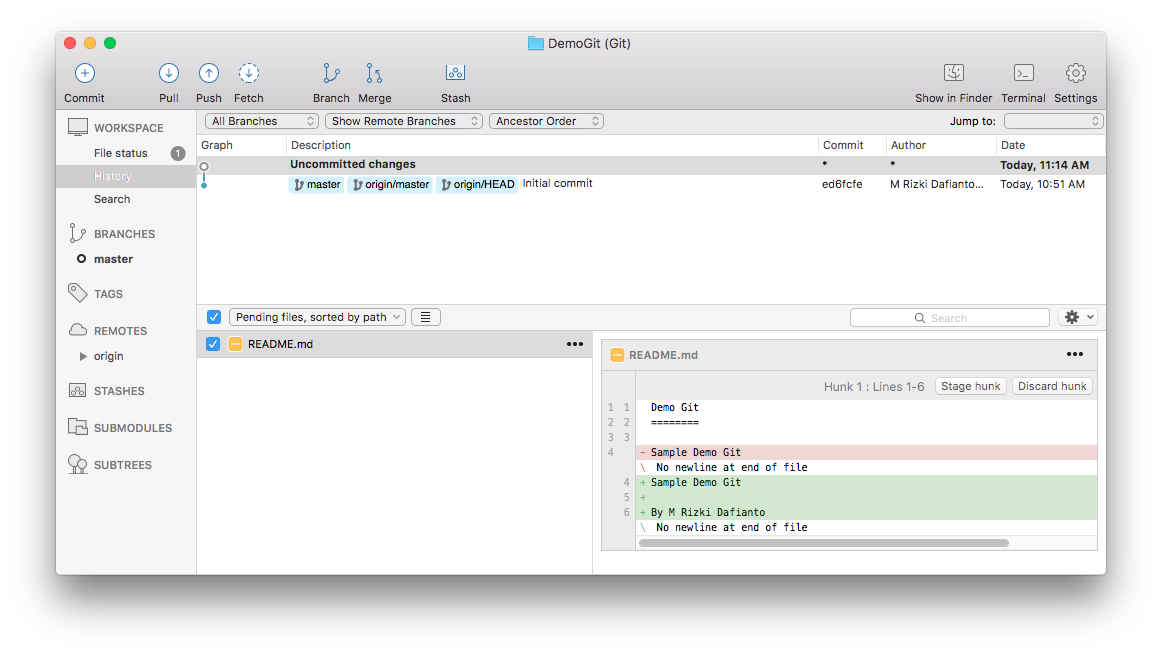 DemoGit (Git)
Commit Pull Push Fetch Branch Merge Stash Show in Finder Terminal Settings
WORKSPACE
File status 1
History
Search
BRANCHES
master
TAGS
REMOTES
origin
STASHES
SUBMODULES
SUBTREES
All Branches Show Remote Branches Ancestor Order Jump to:
Graph Description Commit Author Date
Uncommitted changes * * Today, 11:14 AM
master origin/master origin/HEAD Initial commit ed6fcfe M Rizki Dafianto... Today, 10:51 AM
Pending files, sorted by path Search
README.md
README.md
Hunk 1 : Lines 1-6 Stage hunk Discard hunk
1 1 Demo Git
2 2 ========
3 3
4 - Sample Demo Git
\ No newline at end of file
4 + Sample Demo Git
5 +
6 + By M Rizki Dafianto
\ No newline at end of file